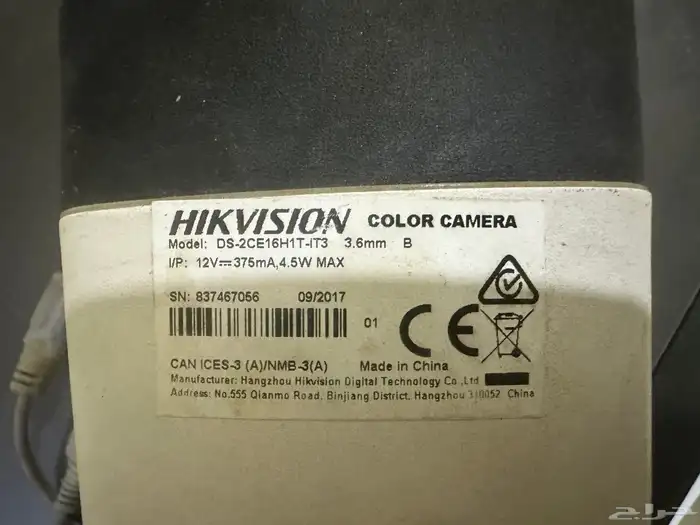 HIKVISION COLOR CAMERA
Model: DS-2CE16H1T-IT3 3.6mm B
I/P: 12V⎓375mA,4.5W MAX
SN: 837467056 09/2017
01
CE
CAN ICES-3 (A)/NMB-3(A) Made in China
Manufacturer: Hangzhou Hikvision Digital Technology Co.,Ltd
Address: No.555 Qianmo Road, Binjiang District, Hangzhou 310052 China
حراج